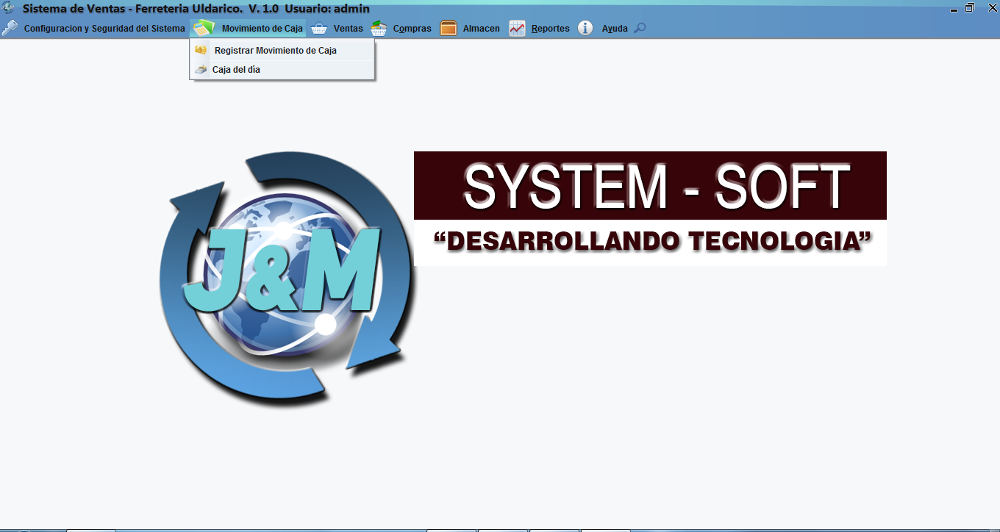 Sistema de Ventas - Ferreteria Uldarico.  V. 1.0  Usuario: admin
Configuracion y Seguridad del Sistema Movimiento de Caja Ventas Compras Almacen Reportes Ayuda
Registrar Movimiento de Caja
Caja del día
SYSTEM - SOFT
“DESARROLLANDO TECNOLOGIA”
J&M